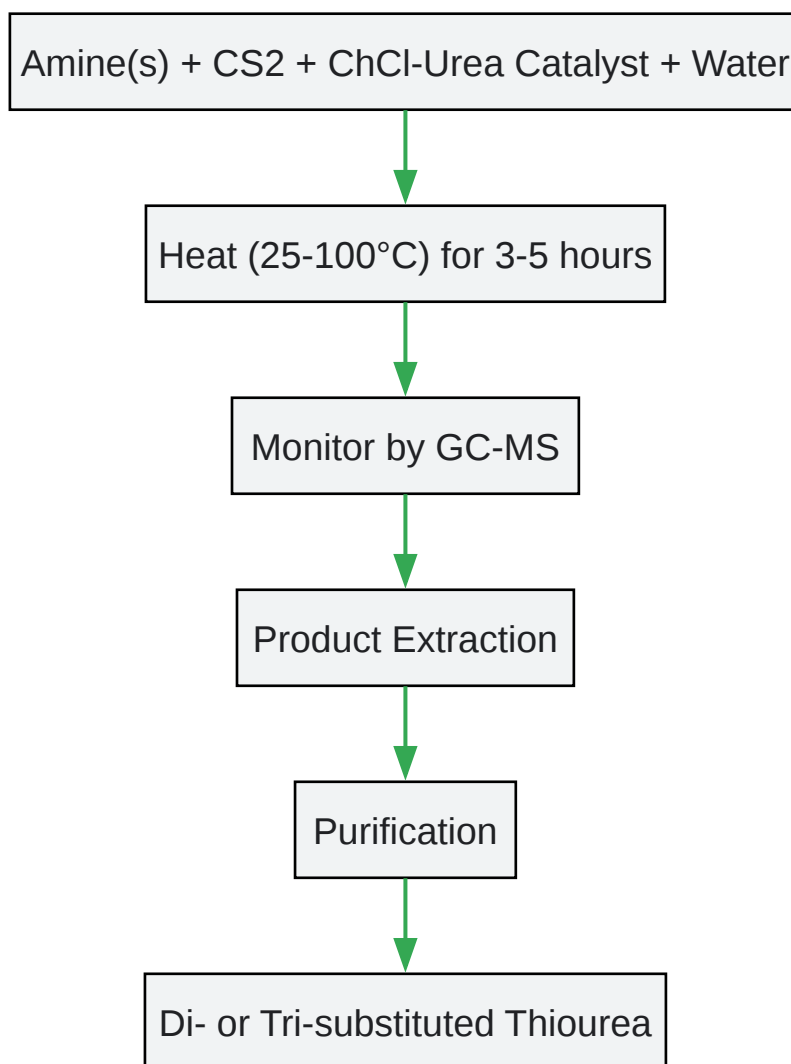 Amine(s) + CS2 + ChCl-Urea Catalyst + Water
Heat (25-100°C) for 3-5 hours
Monitor by GC-MS
Product Extraction
Purification
Di- or Tri-substituted Thiourea